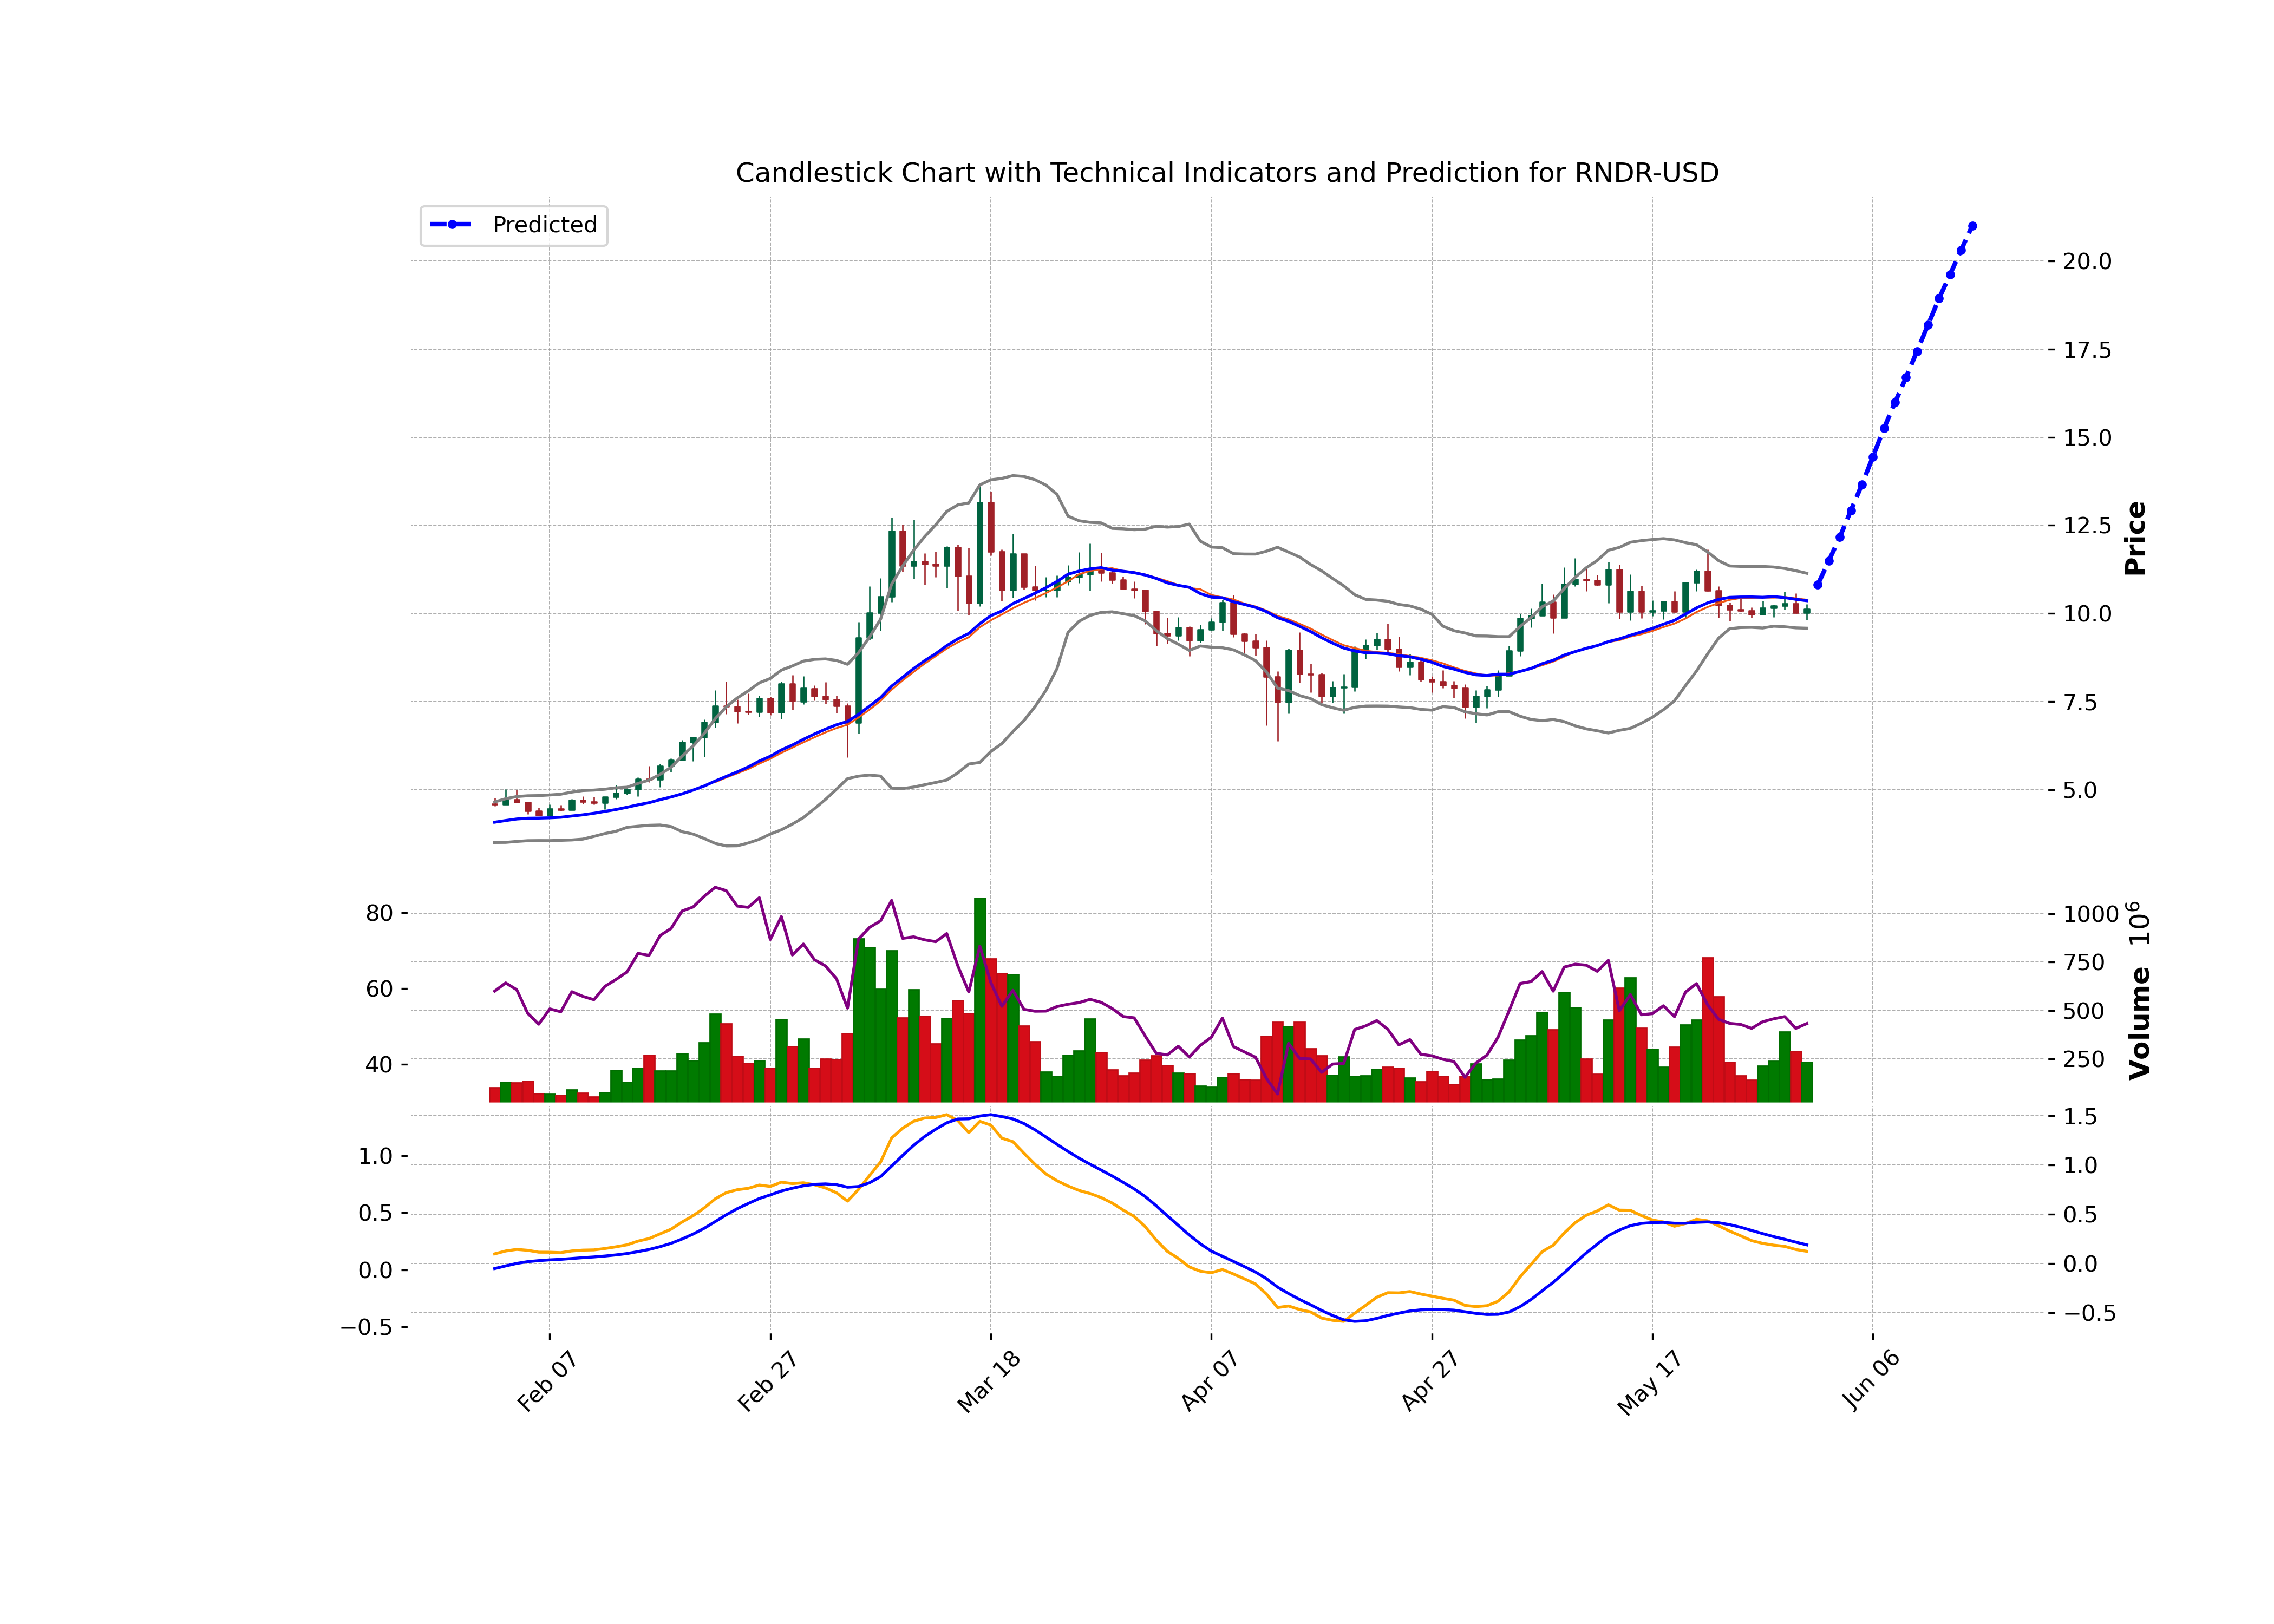 Candlestick Chart with Technical Indicators and Prediction for RNDR-USD
Predicted
20.0
17.5
15.0
12.5
10.0
7.5
5.0
Price
80
60
40
1000
750
500
250
Volume 10⁶
1.0
0.5
0.0
−0.5
1.5
1.0
0.5
0.0
−0.5
Feb 07
Feb 27
Mar 18
Apr 07
Apr 27
May 17
Jun 06